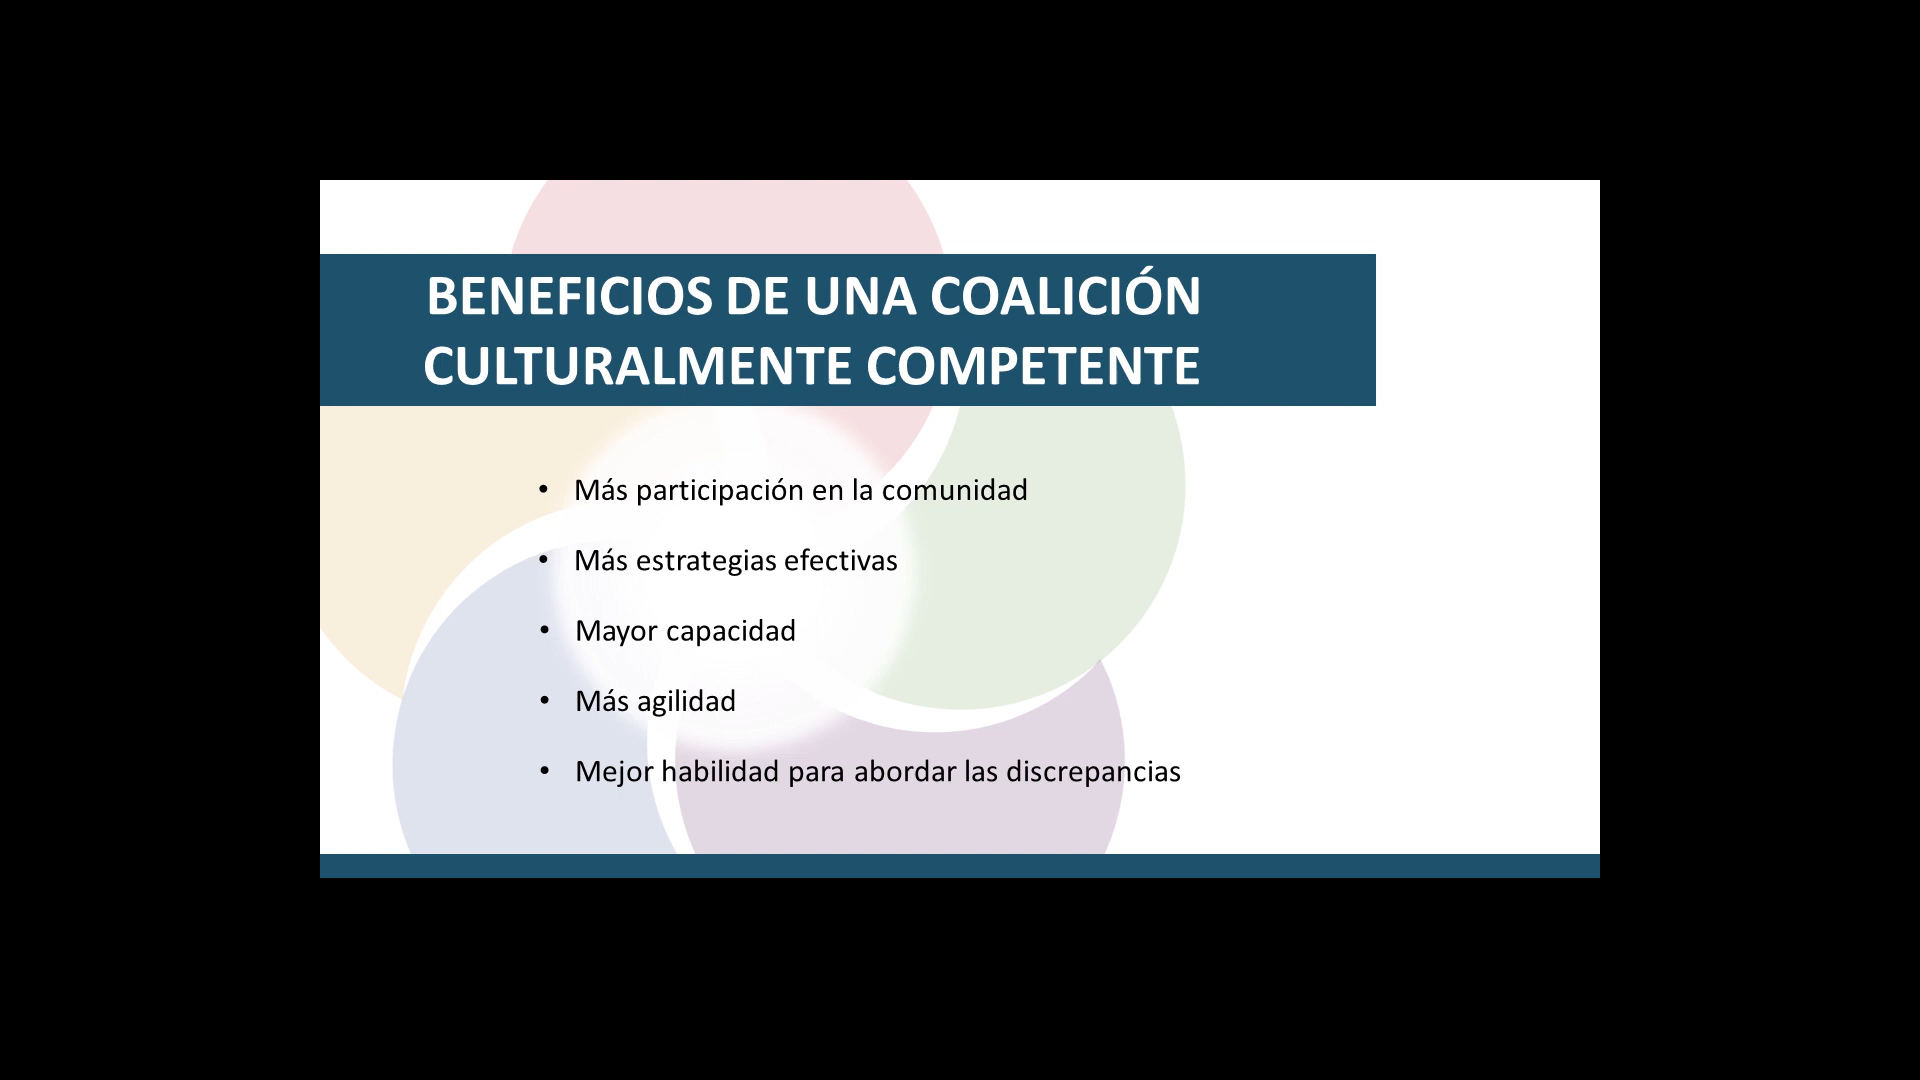 BENEFICIOS DE UNA COALICIÓN
CULTURALMENTE COMPETENTE
• Más participación en la comunidad
• Más estrategias efectivas
• Mayor capacidad
• Más agilidad
• Mejor habilidad para abordar las discrepancias